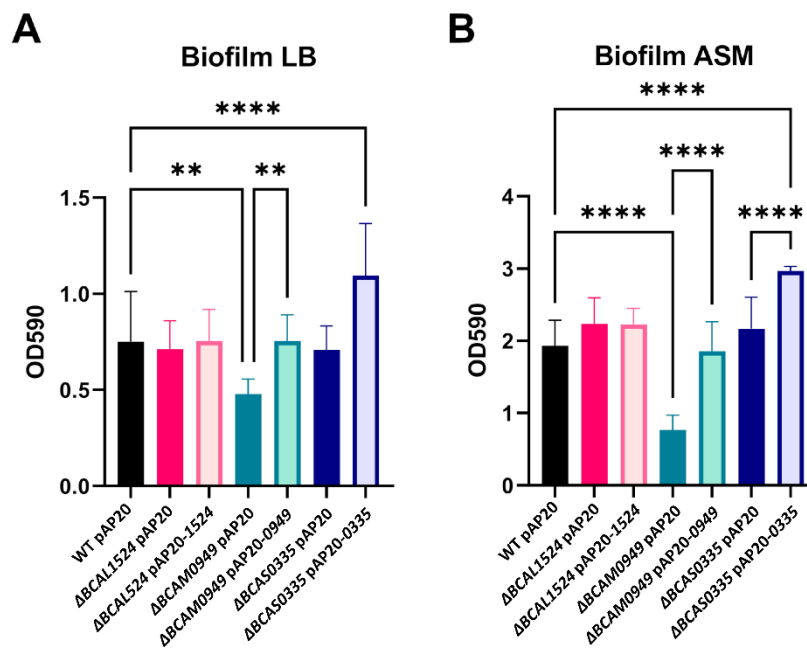 A
Biofilm LB
****
**
**
1.5
1.0
0.5
0.0
OD590
WT pAP20
ΔBCAL1524 pAP20
ΔBCAL524 pAP20-1524
ΔBCAM0949 pAP20
ΔBCAM0949 pAP20-0949
ΔBCAS0335 pAP20
ΔBCAS0335 pAP20-0335
B
Biofilm ASM
****
****
****
****
4
3
2
1
0
OD590
WT pAP20
ΔBCAL1524 pAP20
ΔBCAL1524 pAP20-1524
ΔBCAM0949 pAP20
ΔBCAM0949 pAP20-0949
ΔBCAS0335 pAP20
ΔBCAS0335 pAP20-0335